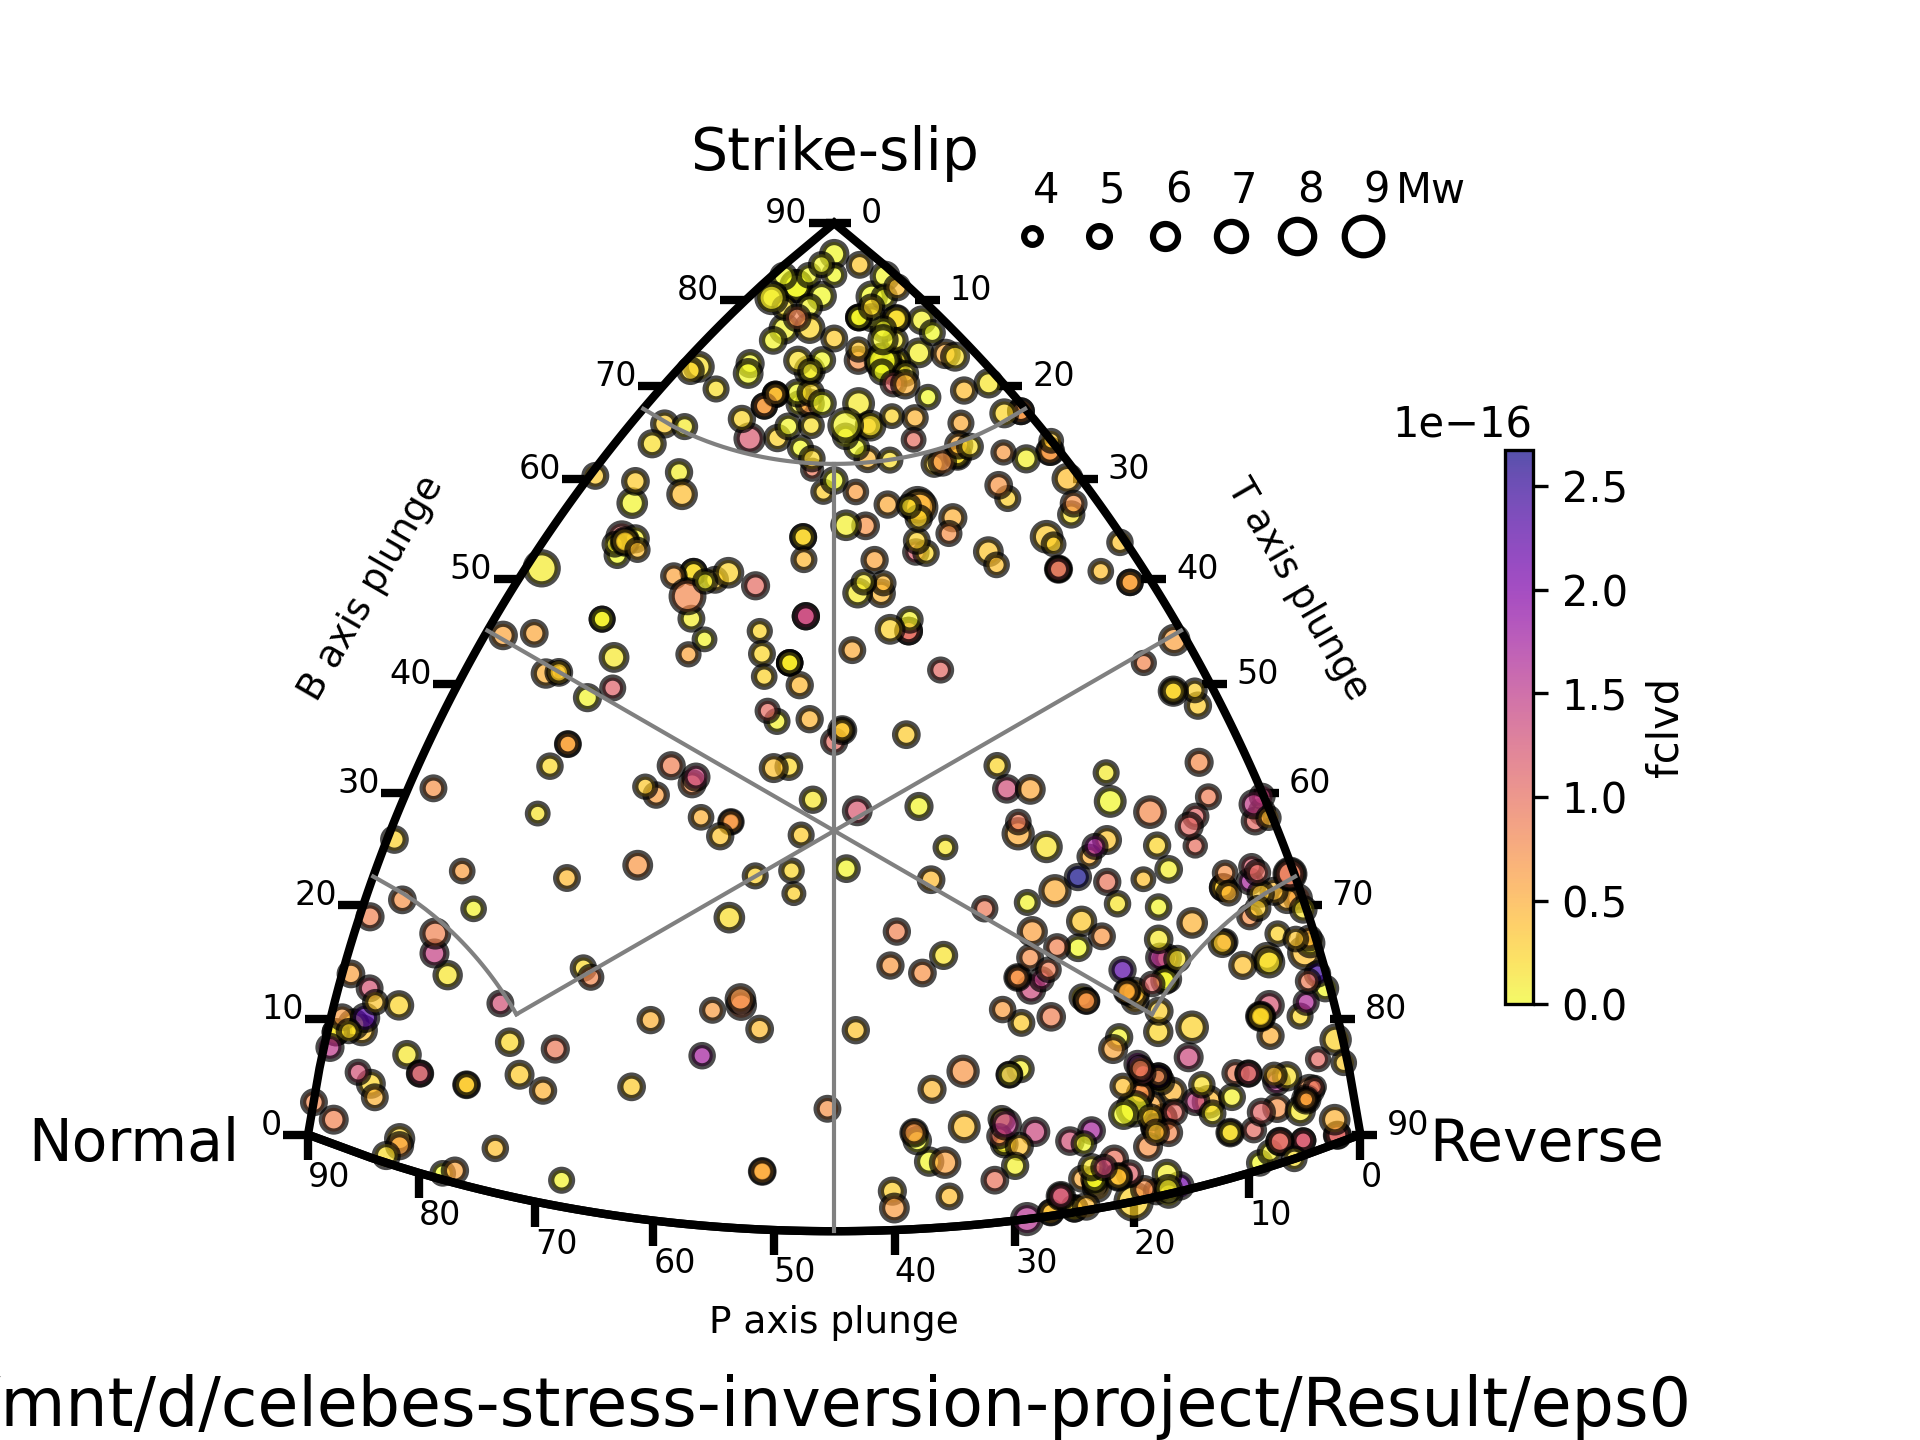 Strike-slip
4 5 6 7 8 9 Mw
90 0
80 10
70 20
1e−16
60 30
2.5
50 40
B axis plunge
T axis plunge
2.0
40 50
1.5
fclvd
30 60
1.0
20 70
0.5
10 80
0.0
Normal 0 90 Reverse
90 80 70 60 50 40 30 20 10 0
P axis plunge
mnt/d/celebes-stress-inversion-project/Result/eps0